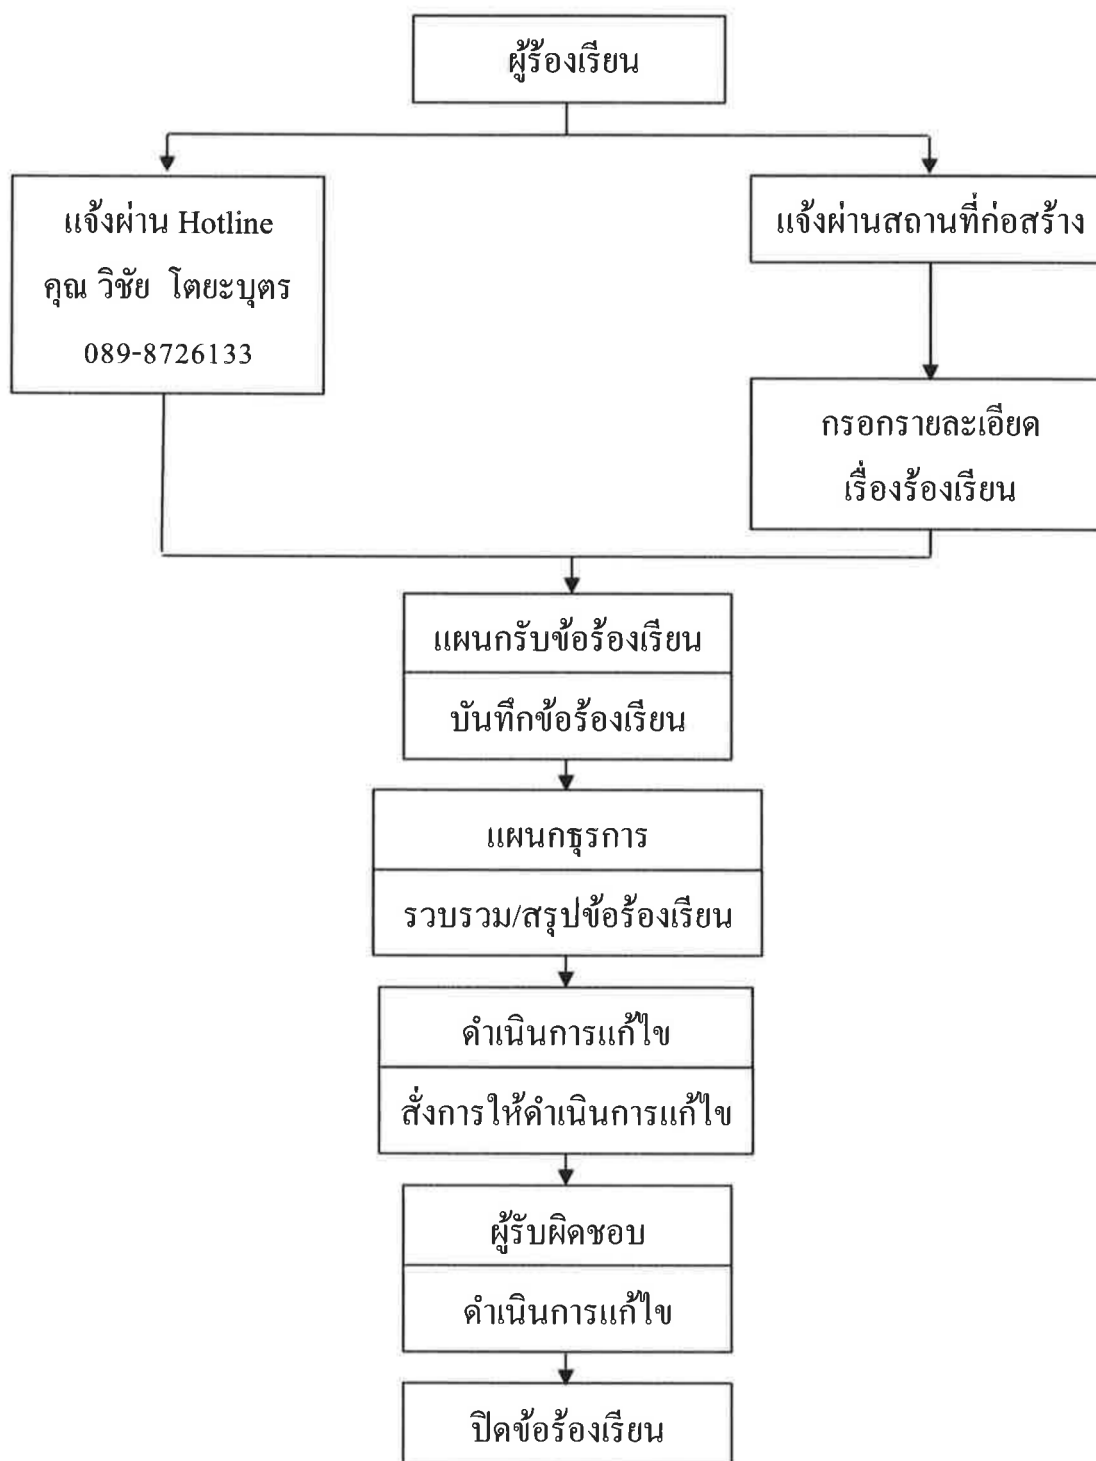 ผู้ร้องเรียน
แจ้งผ่าน Hotline
คุณ วิชัย โตยะบุตร
089-8726133
แจ้งผ่านสถานที่ก่อสร้าง
กรอกรายละเอียด
เรื่องร้องเรียน
แผนกรับข้อร้องเรียน
บันทึกข้อร้องเรียน
แผนกธุรการ
รวบรวม/สรุปข้อร้องเรียน
ดำเนินการแก้ไข
สั่งการให้ดำเนินการแก้ไข
ผู้รับผิดชอบ
ดำเนินการแก้ไข
ปิดข้อร้องเรียน